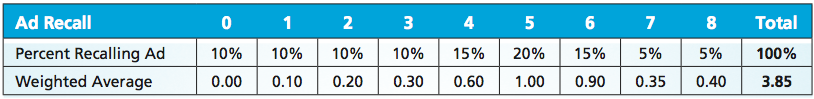 Ad Recall 0 1 2 3 4 5 6 7 8 Total
Percent Recalling Ad 10% 10% 10% 10% 15% 20% 15% 5% 5% 100%
Weighted Average 0.00 0.10 0.20 0.30 0.60 1.00 0.90 0.35 0.40 3.85